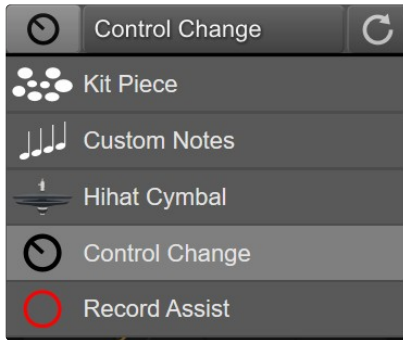 Control Change
Kit Piece
Custom Notes
Hihat Cymbal
Control Change
Record Assist